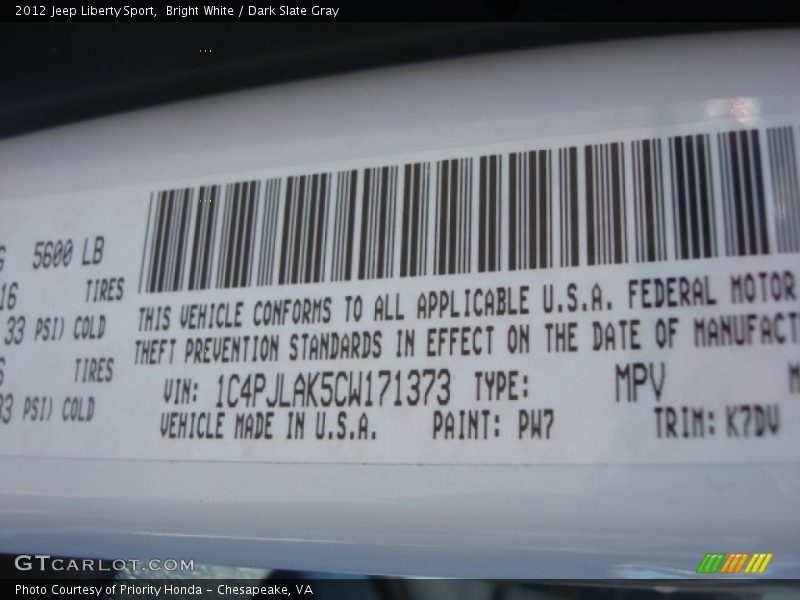 2012 Jeep Liberty Sport,  Bright White / Dark Slate Gray
5600 LB
TIRES
33 PSI) COLD
TIRES
PSI) COLD
THIS VEHICLE CONFORMS TO ALL APPLICABLE U.S.A. FEDERAL MOTOR
THEFT PREVENTION STANDARDS IN EFFECT ON THE DATE OF MANUFACT
VIN: 1C4PJLAK5CW171373 TYPE: MPV
VEHICLE MADE IN U.S.A. PAINT: PW7 TRIM: K7DV
GTCARLOT.COM
Photo Courtesy of Priority Honda - Chesapeake, VA